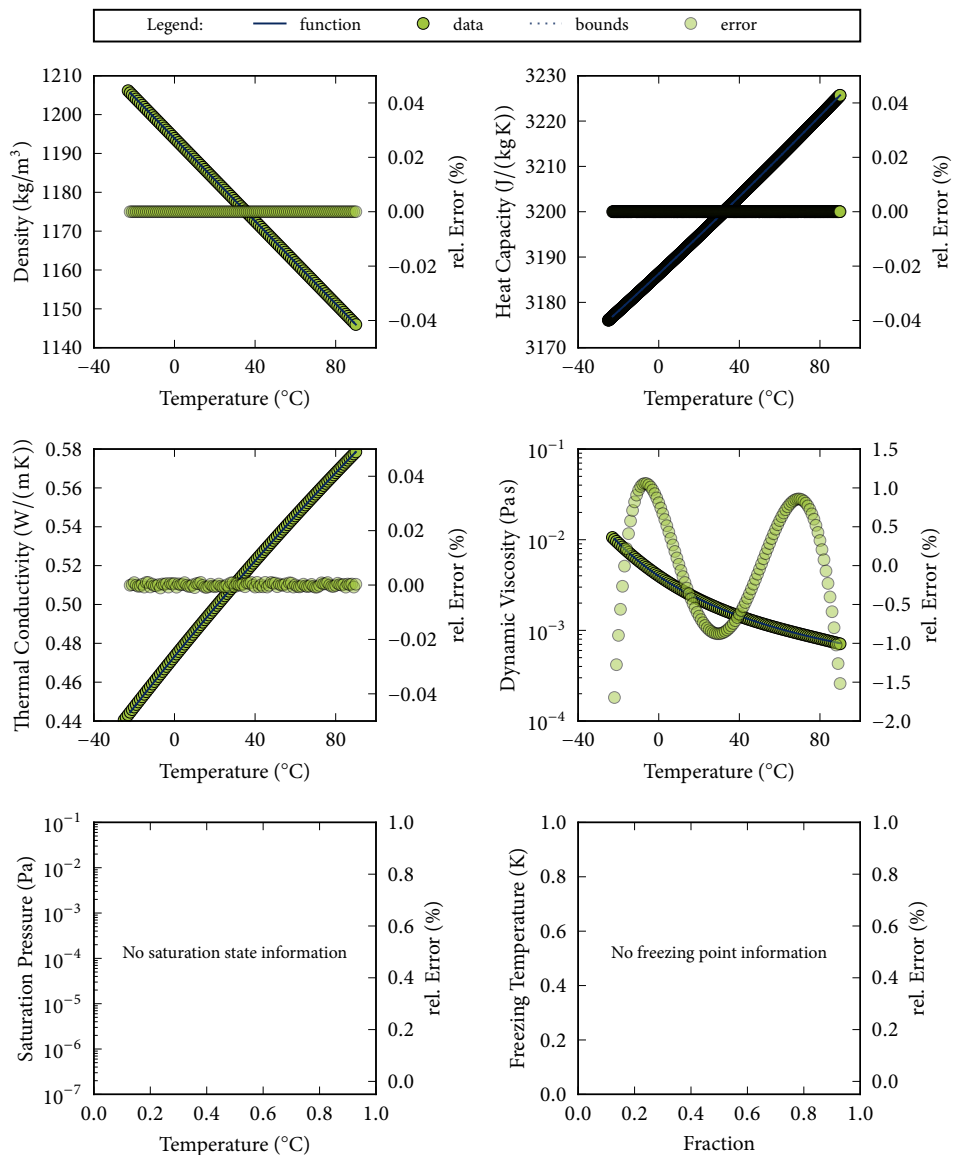 Legend: function data bounds error
Density (kg/m³)
1210
1200
1190
1180
1170
1160
1150
1140
−40 0 40 80
Temperature (°C)
0.04
0.02
0.00
−0.02
−0.04
rel. Error (%)
Heat Capacity (J/(kg K))
3230
3220
3210
3200
3190
3180
3170
−40 0 40 80
Temperature (°C)
0.04
0.02
0.00
−0.02
−0.04
rel. Error (%)
Thermal Conductivity (W/(m K))
0.58
0.56
0.54
0.52
0.50
0.48
0.46
0.44
−40 0 40 80
Temperature (°C)
0.04
0.02
0.00
−0.02
−0.04
rel. Error (%)
Dynamic Viscosity (Pa s)
10⁻¹
10⁻²
10⁻³
10⁻⁴
−40 0 40 80
Temperature (°C)
1.5
1.0
0.5
0.0
−0.5
−1.0
−1.5
−2.0
rel. Error (%)
Saturation Pressure (Pa)
10⁻¹
10⁻²
10⁻³
10⁻⁴
10⁻⁵
10⁻⁶
10⁻⁷
No saturation state information
0.0 0.2 0.4 0.6 0.8 1.0
Temperature (°C)
1.0
0.8
0.6
0.4
0.2
0.0
rel. Error (%)
Freezing Temperature (K)
1.0
0.8
0.6
0.4
0.2
0.0
No freezing point information
0.0 0.2 0.4 0.6 0.8 1.0
Fraction
1.0
0.8
0.6
0.4
0.2
0.0
rel. Error (%)